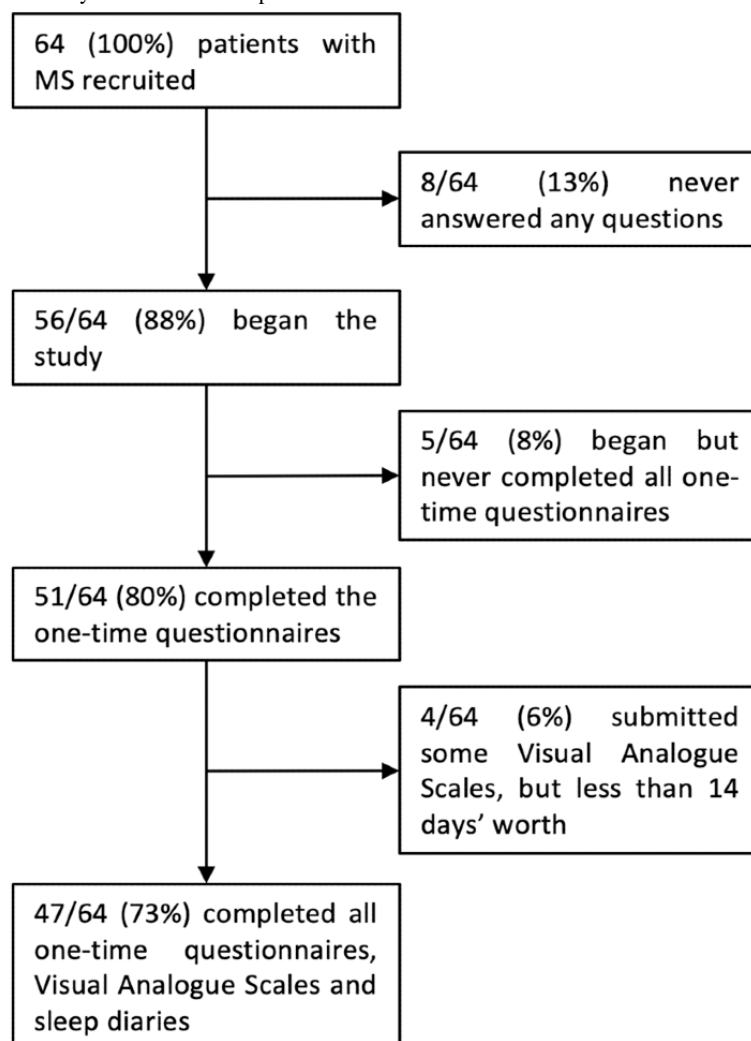 64 (100%) patients with
MS recruited
8/64 (13%) never
answered any questions
56/64 (88%) began the
study
5/64 (8%) began but
never completed all one-
time questionnaires
51/64 (80%) completed the
one-time questionnaires
4/64 (6%) submitted
some Visual Analogue
Scales, but less than 14
days’ worth
47/64 (73%) completed all
one-time questionnaires,
Visual Analogue Scales and
sleep diaries